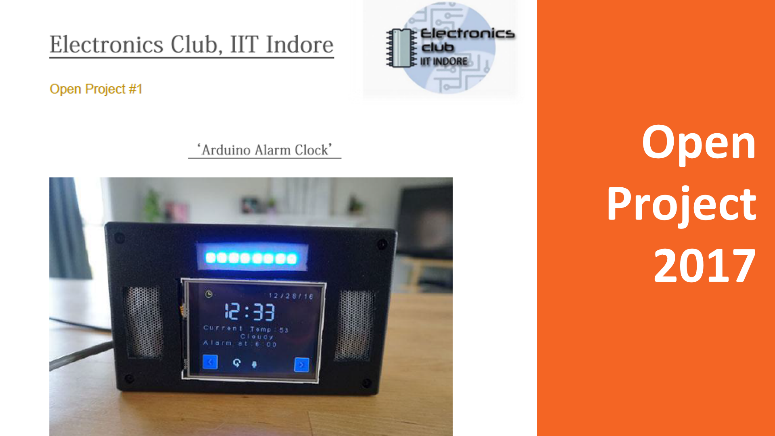 Electronics Club, IIT Indore
Electronics
club
IIT INDORE
Open Project #1
‘Arduino Alarm Clock’
12/28/16
12:33
Current Temp:53
Cloudy
Alarm at 6:00
Open
Project
2017